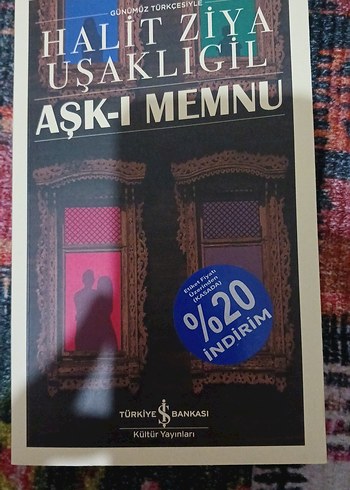 GÜNÜMÜZ TÜRKÇESİYLE
HALİT ZİYA
UŞAKLIGİL
AŞK-I MEMNU
Etiket Fiyatı
Üzerinden
(KASADA)
%20
İNDİRİM
TÜRKİYE İŞ BANKASI
Kültür Yayınları